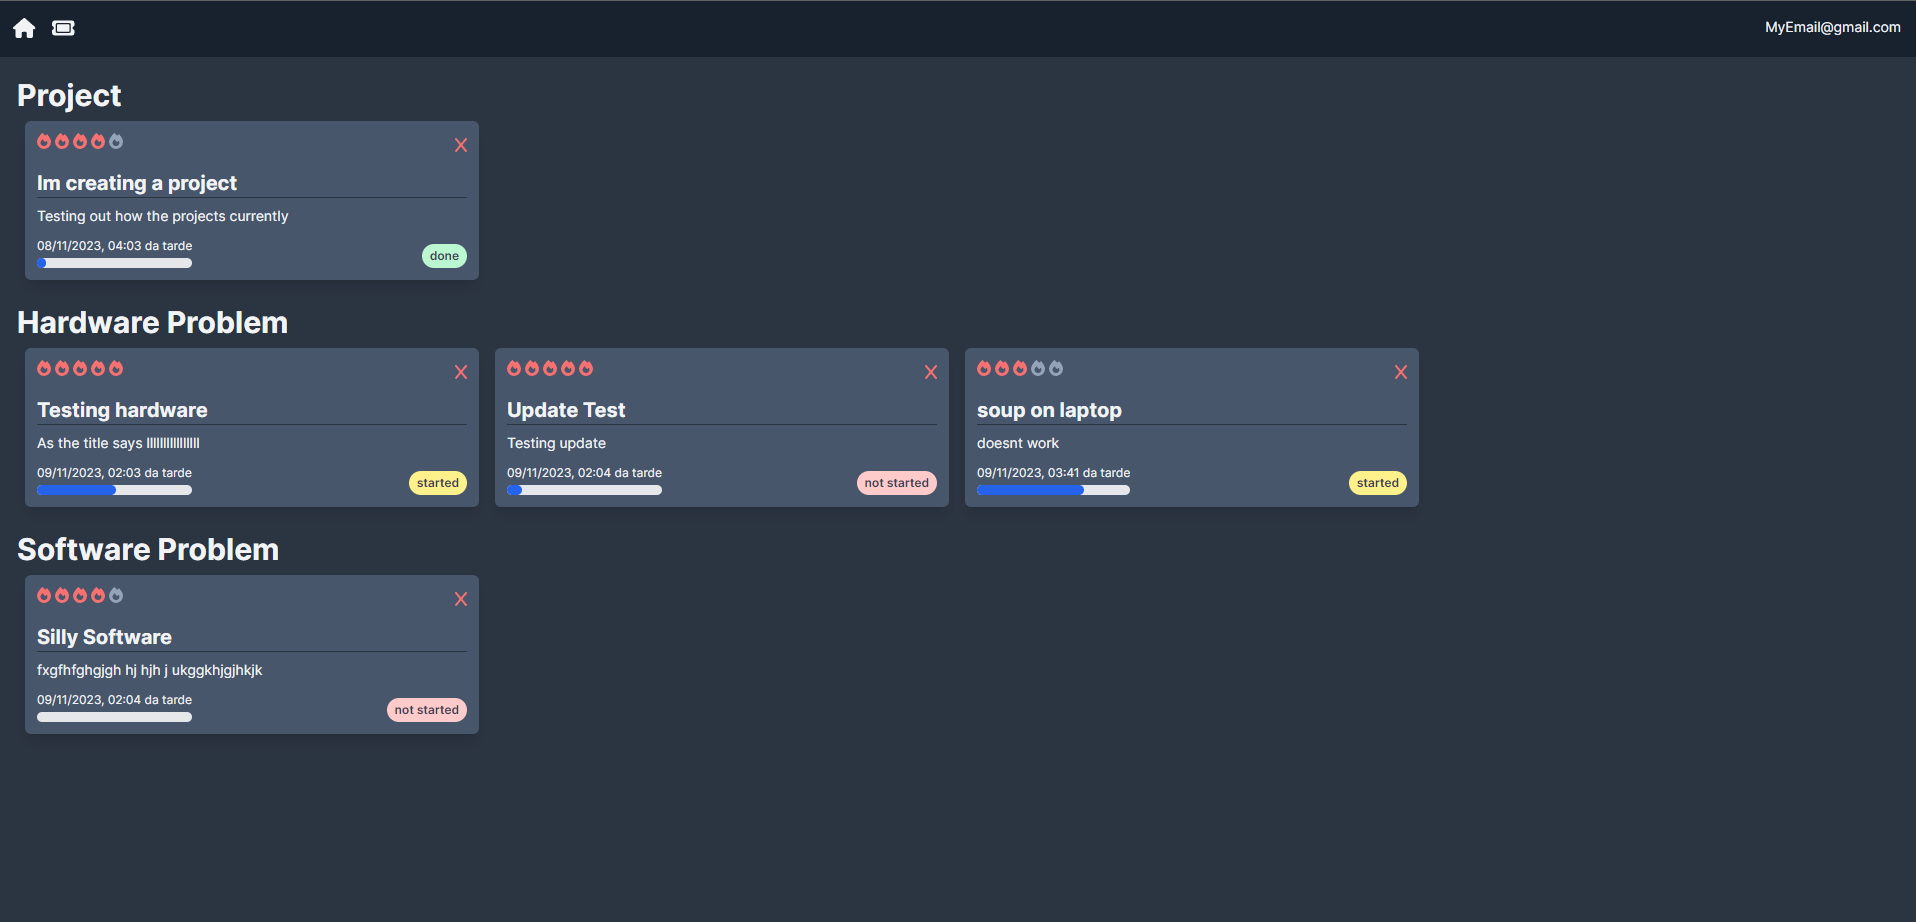 MyEmail@gmail.com
Project
Im creating a project
Testing out how the projects currently
08/11/2023, 04:03 da tarde
done
Hardware Problem
Testing hardware
As the title says llllllllllllllll
09/11/2023, 02:03 da tarde
started
Update Test
Testing update
09/11/2023, 02:04 da tarde
not started
soup on laptop
doesnt work
09/11/2023, 03:41 da tarde
started
Software Problem
Silly Software
fxgfhfghgjgh hj hjh j ukggkhjgjhkjk
09/11/2023, 02:04 da tarde
not started